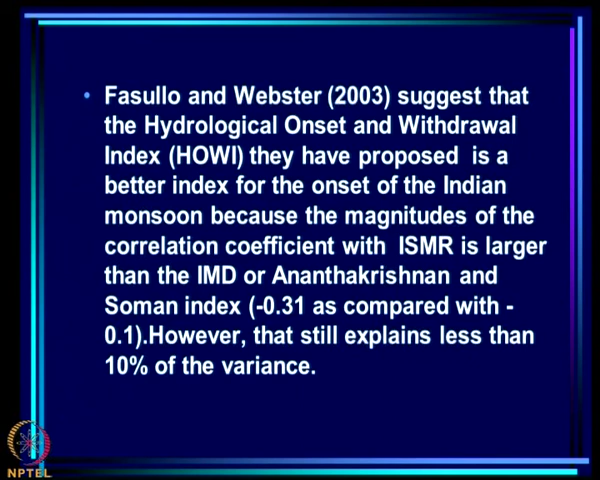 • Fasullo and Webster (2003) suggest that
the Hydrological Onset and Withdrawal
Index (HOWI) they have proposed is a
better index for the onset of the Indian
monsoon because the magnitudes of the
correlation coefficient with ISMR is larger
than the IMD or Ananthakrishnan and
Soman index (-0.31 as compared with -
0.1).However, that still explains less than
10% of the variance.
NPTEL